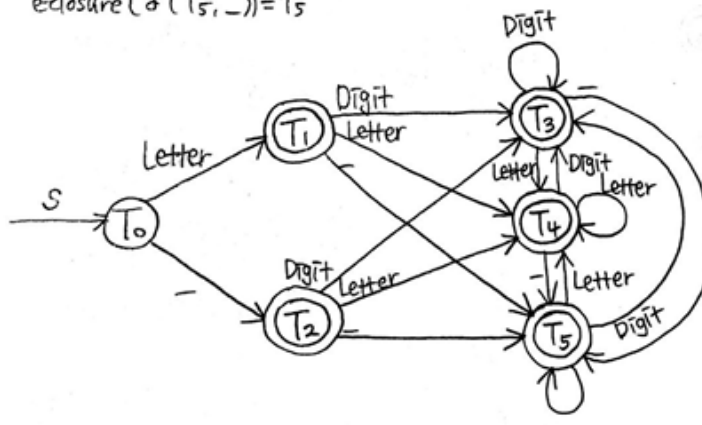 eclosure(δ(T5,_))=T5
Digit
_
Digit
T3
T1
Letter
Letter
_
Letter
Digit
Letter
S
T0
T4
_
Digit
Letter
_
Letter
T2
_
T5
Digit